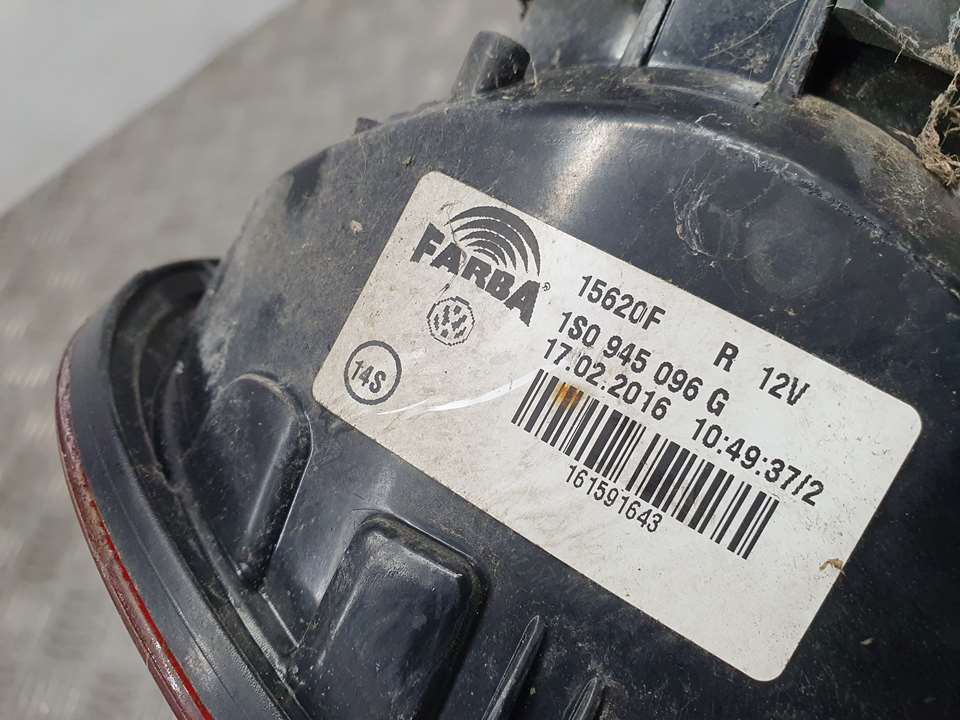 FARBA®
15620F R 12V
1S0 945 096 G
17.02.2016 10:49:37/2
14S
161591643